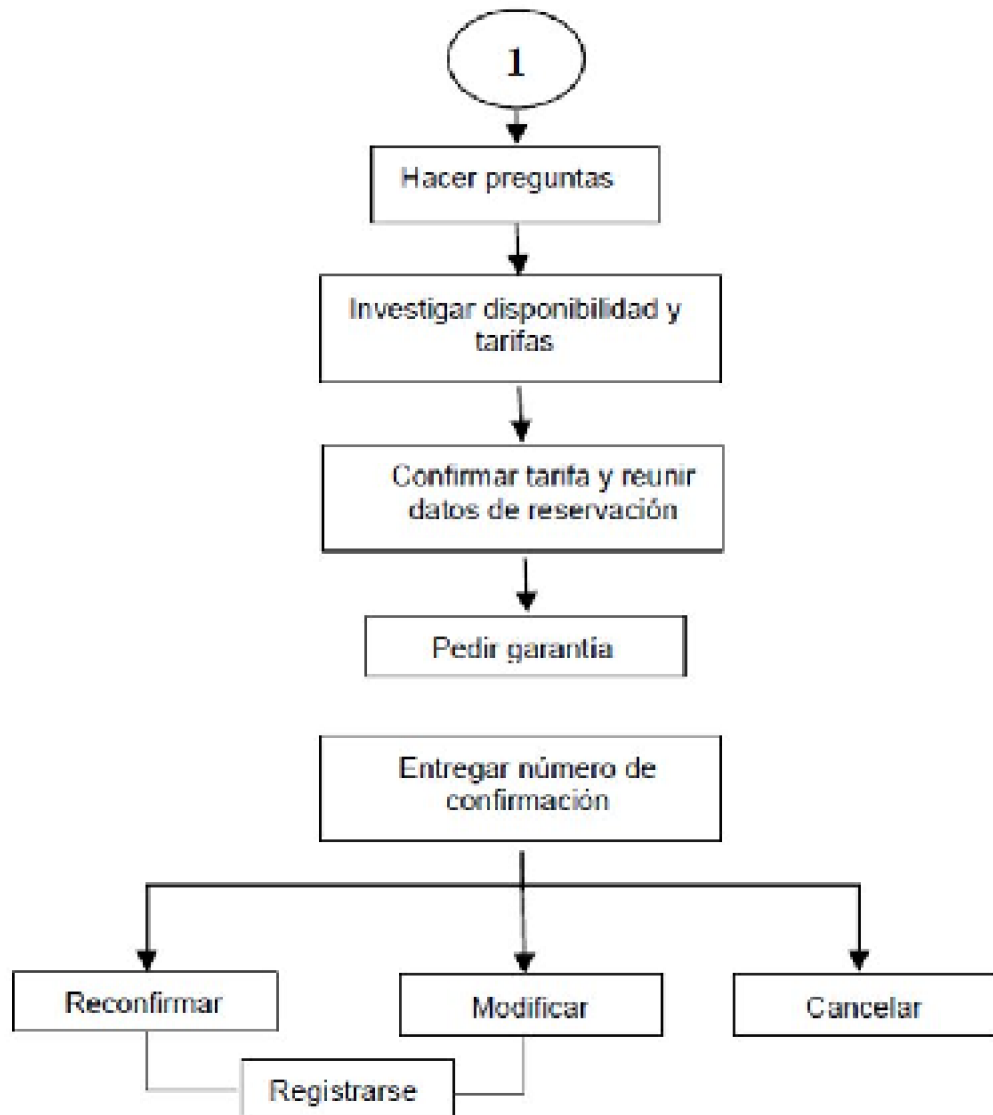 1
Hacer preguntas
Investigar disponibilidad y
tarifas
Confirmar tarifa y reunir
datos de reservación
Pedir garantía
Entregar número de
confirmación
Reconfirmar
Modificar
Cancelar
Registrarse